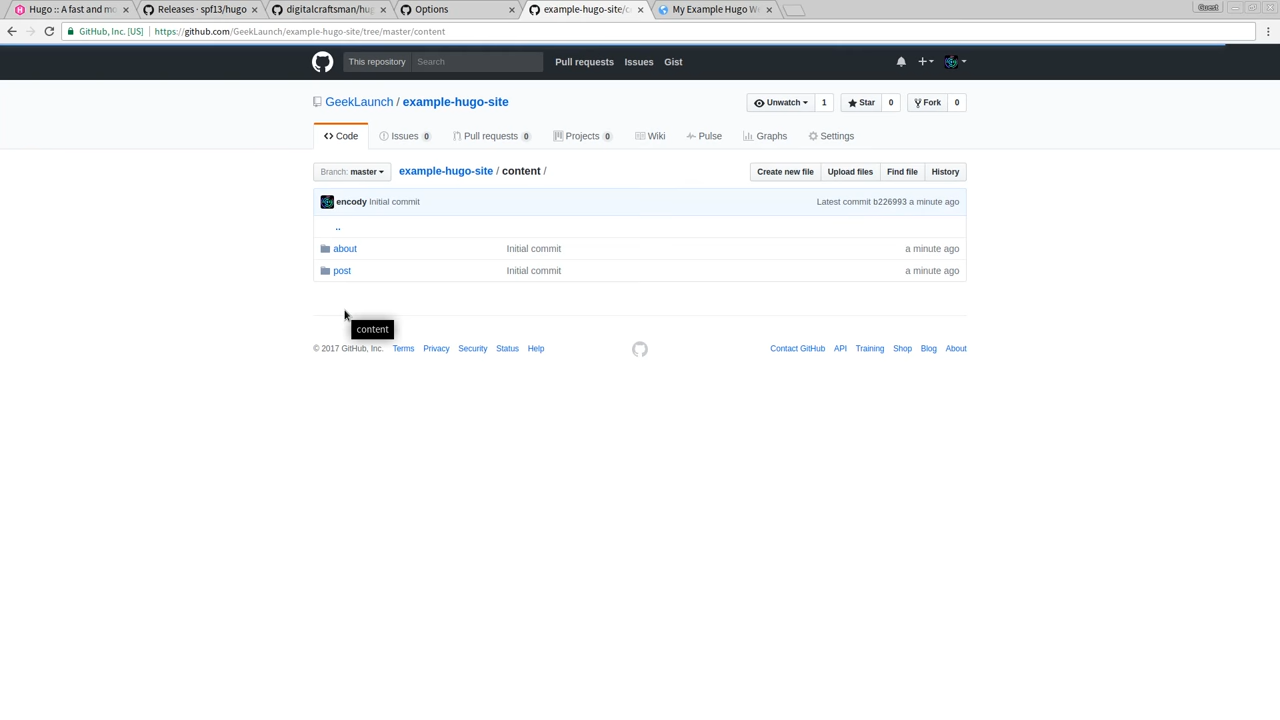 Hugo :: A fast and mo
Releases · spf13/hugo
digitalcraftsman/hug
Options
example-hugo-site/c
My Example Hugo W
Guest
GitHub, Inc. [US] https://github.com/GeekLaunch/example-hugo-site/tree/master/content
This repository Search Pull requests Issues Gist
GeekLaunch / example-hugo-site
Unwatch 1 Star 0 Fork 0
Code Issues 0 Pull requests 0 Projects 0 Wiki Pulse Graphs Settings
Branch: master example-hugo-site / content /
Create new file Upload files Find file History
encody Initial commit Latest commit b226993 a minute ago
..
about Initial commit a minute ago
post Initial commit a minute ago
content
© 2017 GitHub, Inc. Terms Privacy Security Status Help Contact GitHub API Training Shop Blog About